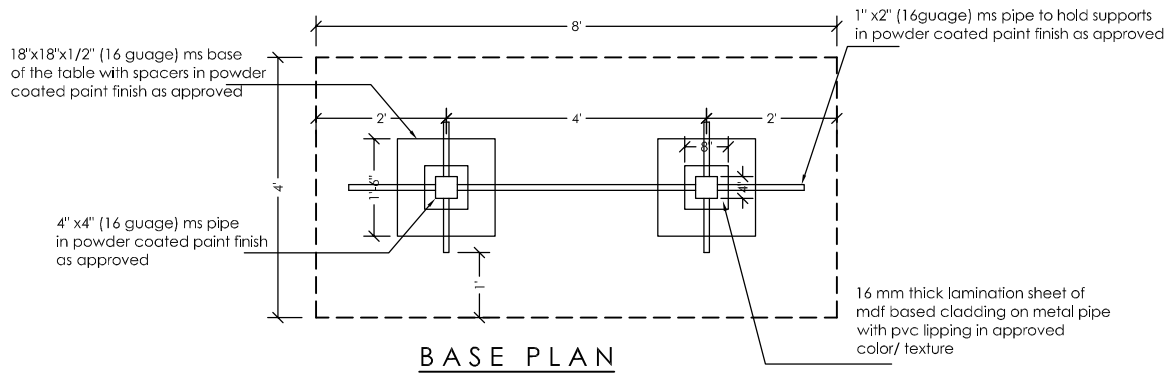 8'
1" x2" (16guage) ms pipe to hold supports
in powder coated paint finish as approved
18"x18"x1/2" (16 guage) ms base
of the table with spacers in powder
coated paint finish as approved
2'
4'
2'
8"
4'
1'-6"
4"
4" x4" (16 guage) ms pipe
in powder coated paint finish
as approved
1'
16 mm thick lamination sheet of
mdf based cladding on metal pipe
with pvc lipping in approved
color/ texture
BASE PLAN